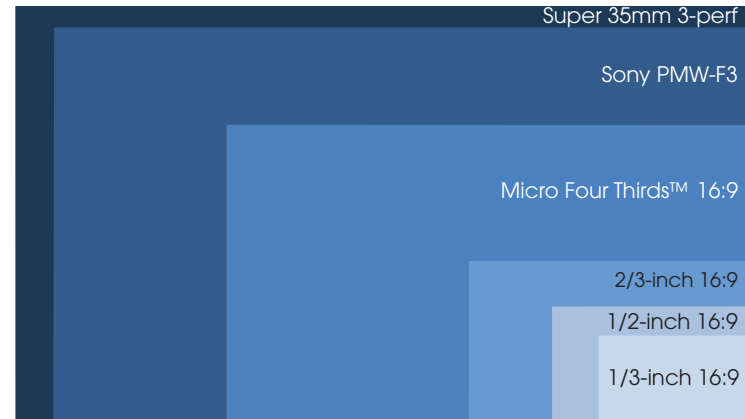 Super 35mm 3-perf
Sony PMW-F3
Micro Four Thirds™ 16:9
2/3-inch 16:9
1/2-inch 16:9
1/3-inch 16:9